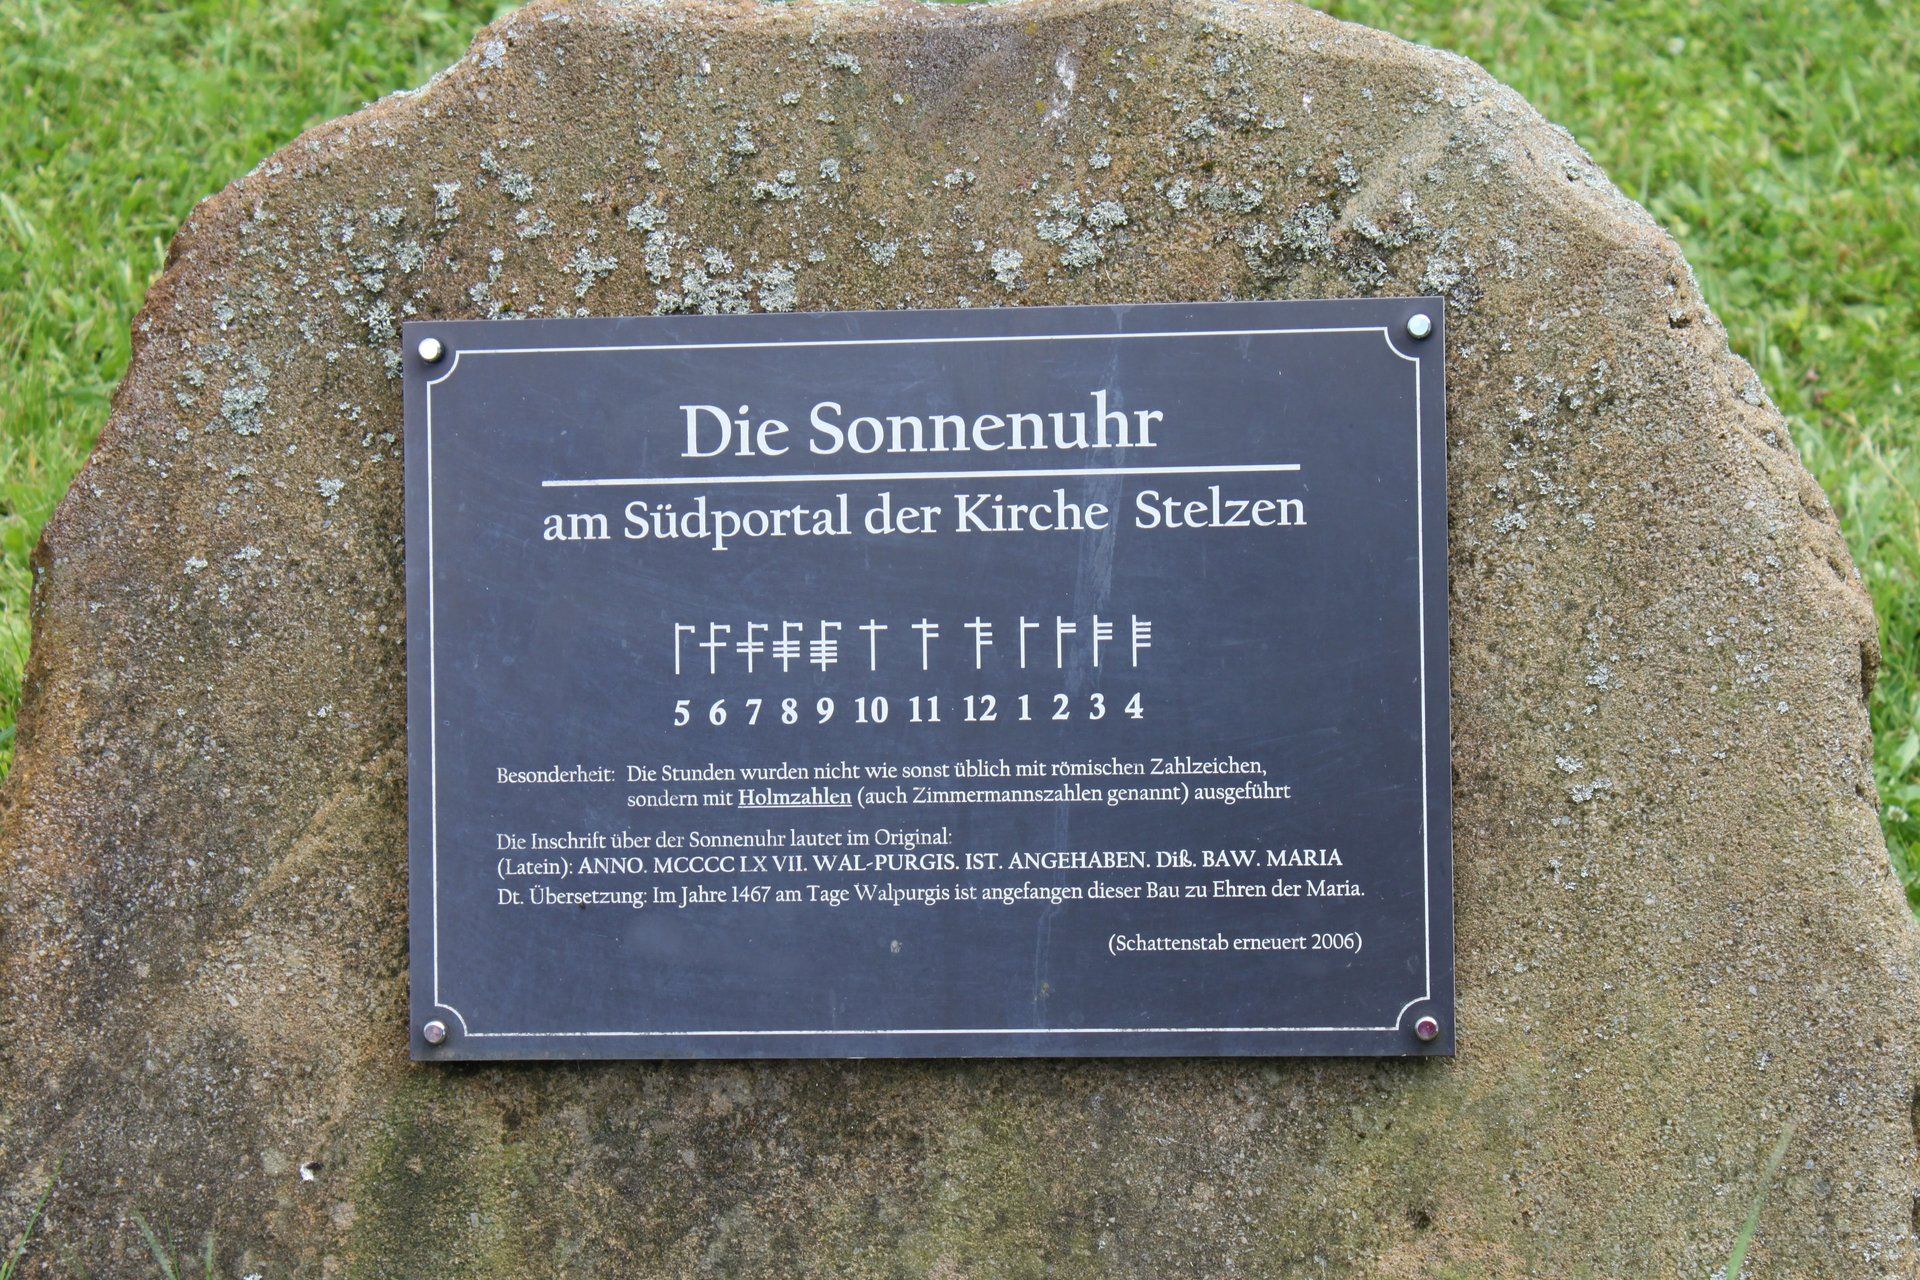 Die Sonnenuhr
am Südportal der Kirche Stelzen
5 6 7 8 9 10 11 12 1 2 3 4
Besonderheit: Die Stunden wurden nicht wie sonst üblich mit römischen Zahlzeichen,
sondern mit Holmzahlen (auch Zimmermannszahlen genannt) ausgeführt
Die Inschrift über der Sonnenuhr lautet im Original:
(Latein): ANNO. MCCCC LX VII. WAL-PURGIS. IST. ANGEHABEN. Diß. BAW. MARIA
Dt. Übersetzung: Im Jahre 1467 am Tage Walpurgis ist angefangen dieser Bau zu Ehren der Maria.
(Schattenstab erneuert 2006)